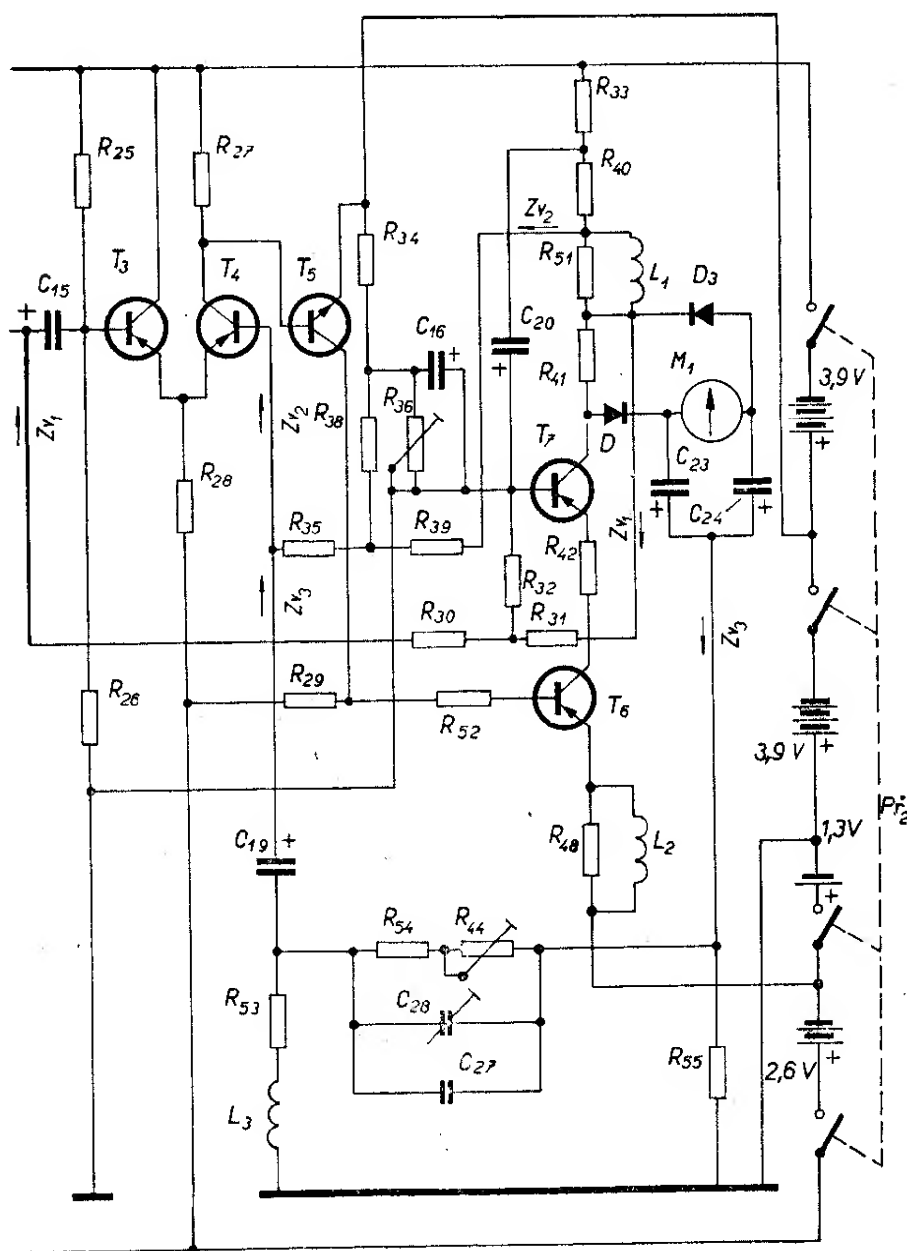 R33
R25
R27
R40
Zv2
R34
R51
L1
D3
T3
T4
T5
C15
+
C16
+
C20
+
M1
R41
3,9 V
+
Zv1
Zv2
R38
R36
D
T7
C23
+
C24
+
R28
R35
R39
R42
Zv1
Zv3
R32
R30
R31
Zv3
R26
R29
R52
T6
3,9 V
+
Př2
C19
+
R48
L2
1,3V
+
R54
R44
R53
C28
2,6 V
+
C27
R55
L3